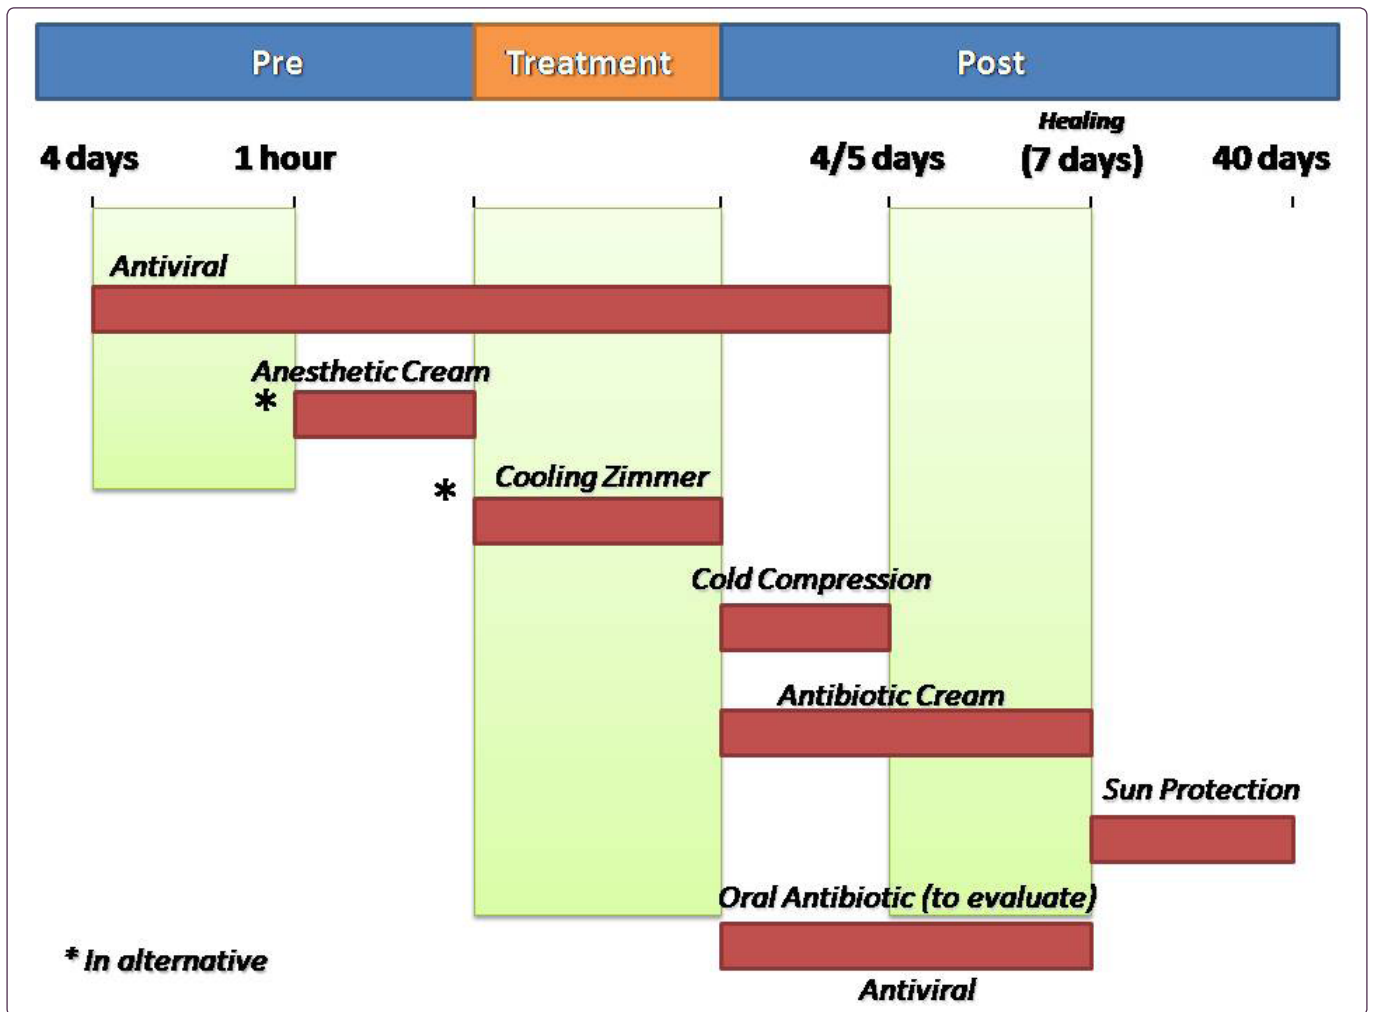 Pre Treatment Post
Healing
4 days 1 hour 4/5 days (7 days) 40 days
Antiviral
Anesthetic Cream
*
Cooling Zimmer
*
Cold Compression
Antibiotic Cream
Sun Protection
Oral Antibiotic (to evaluate)
* In alternative
Antiviral